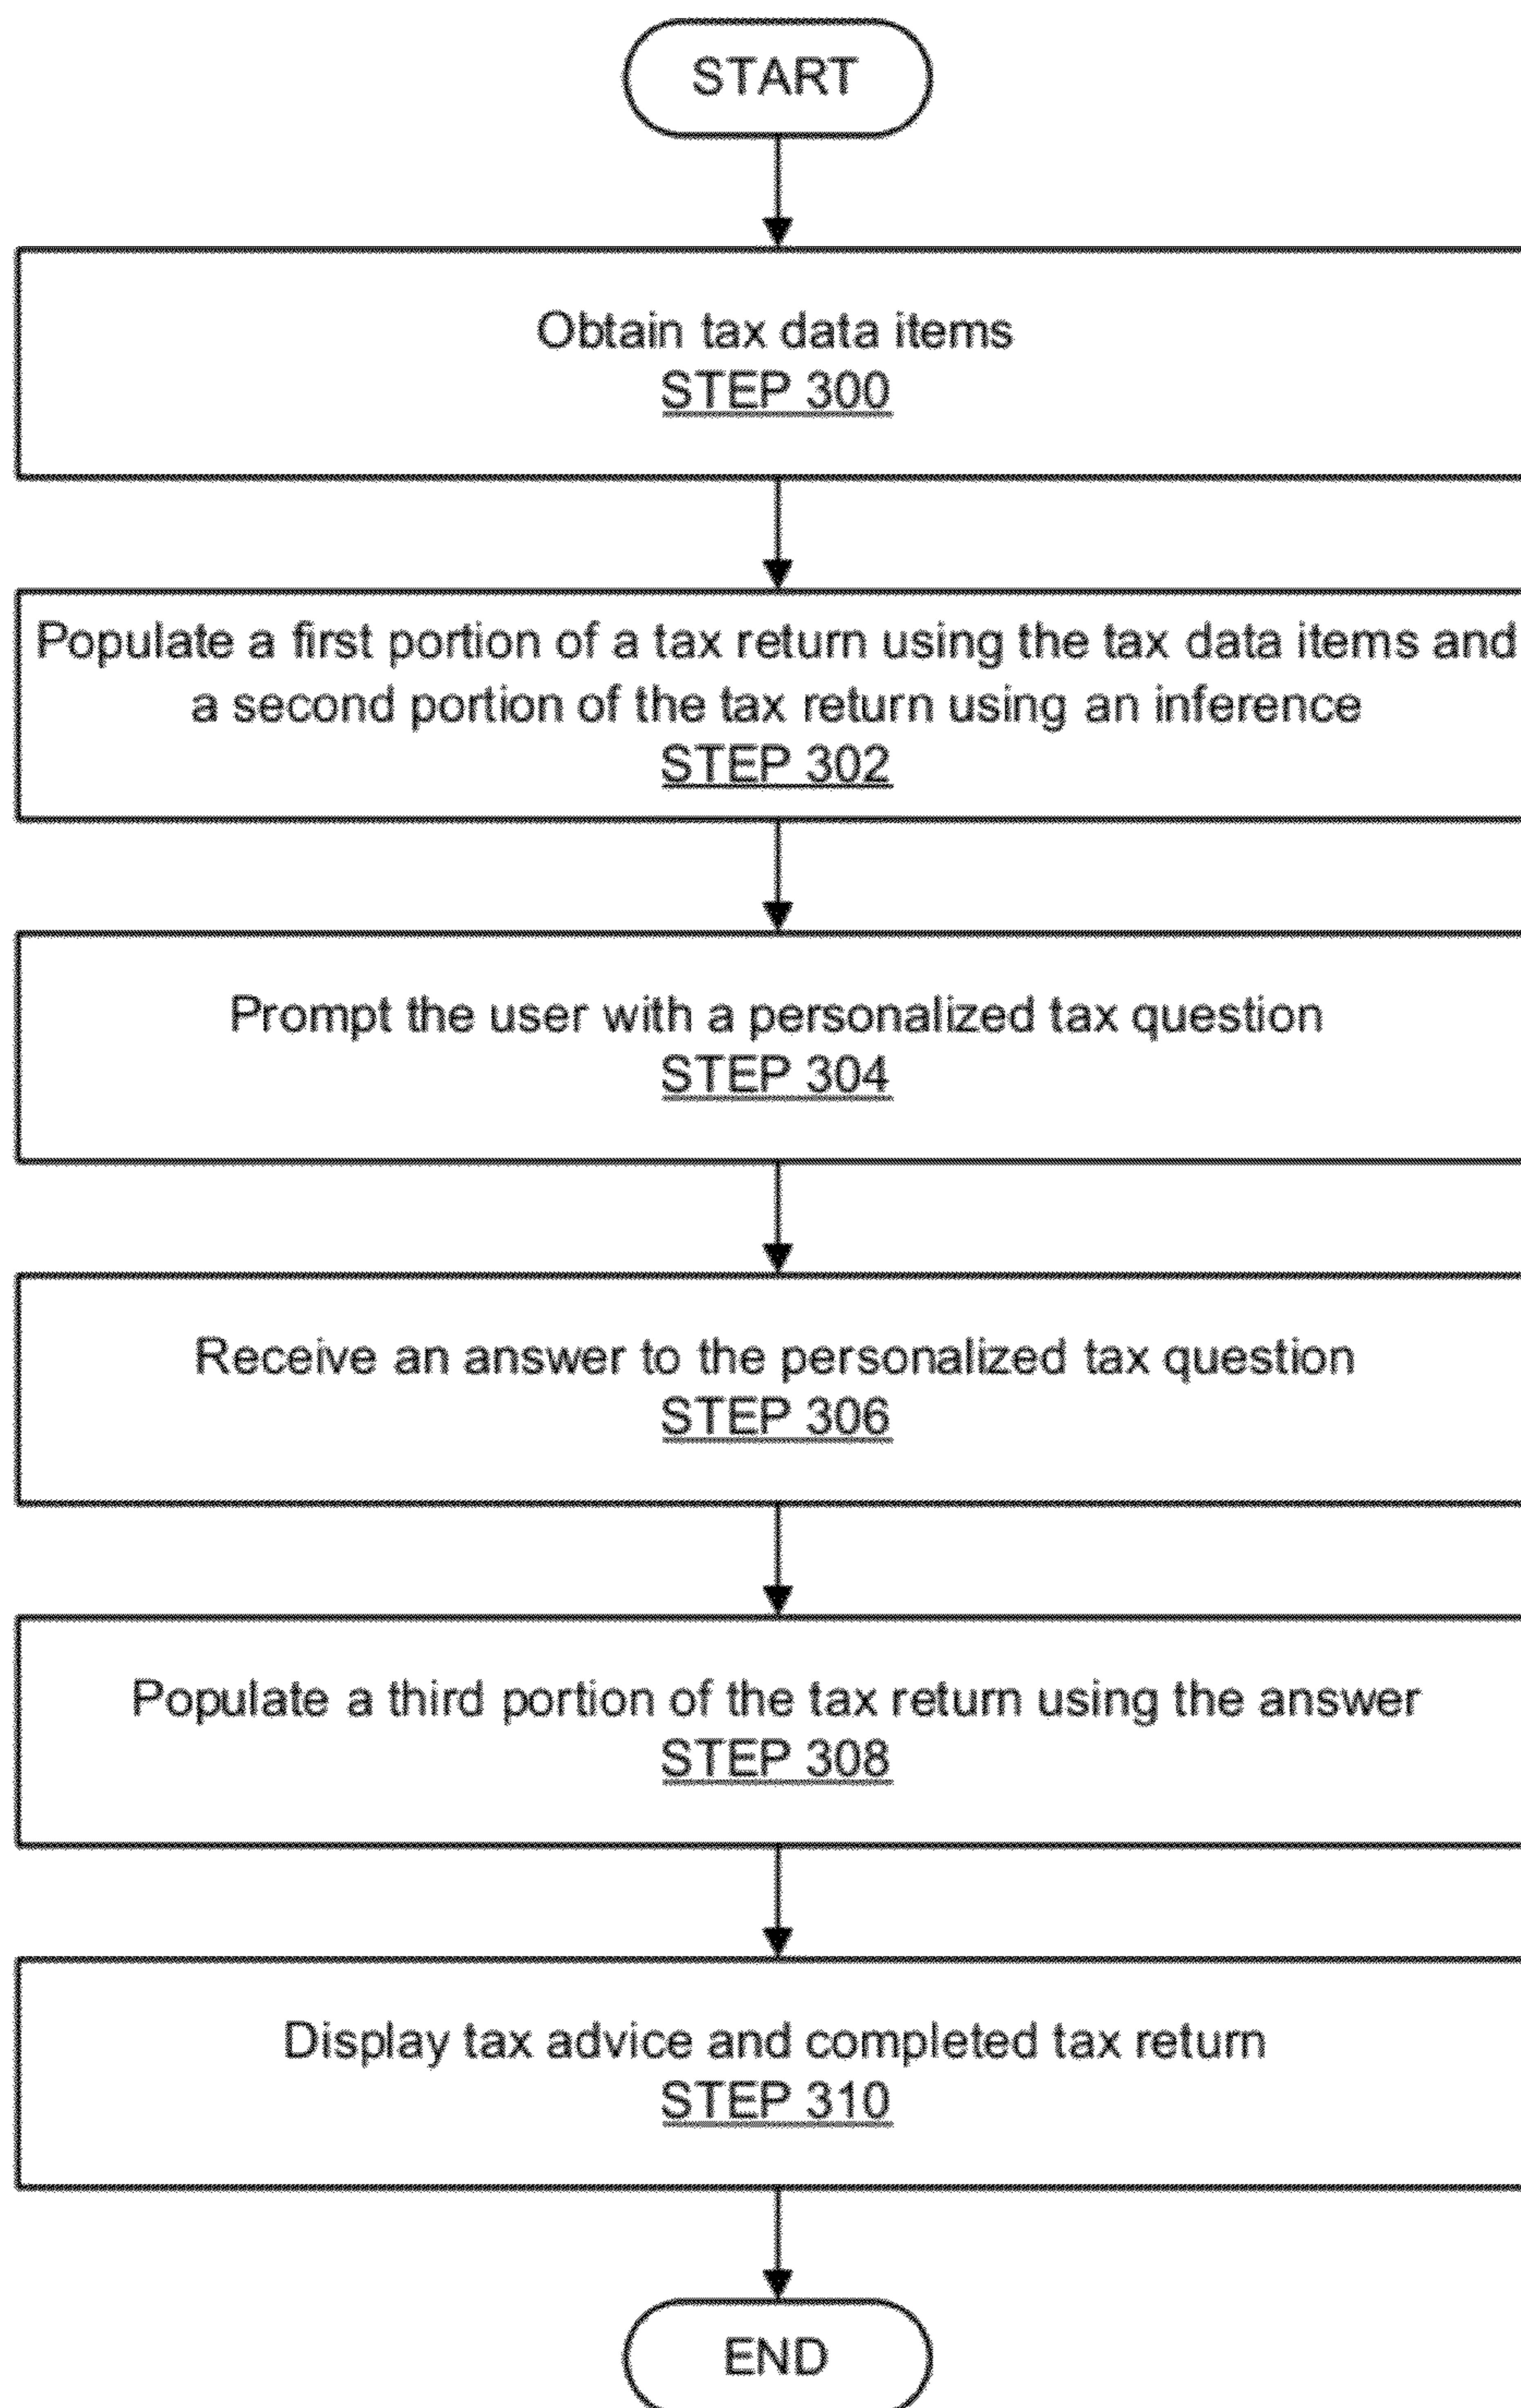 START
Obtain tax data items
STEP 300
Populate a first portion of a tax return using the tax data items and
a second portion of the tax return using an inference
STEP 302
Prompt the user with a personalized tax question
STEP 304
Receive an answer to the personalized tax question
STEP 306
Populate a third portion of the tax return using the answer
STEP 308
Display tax advice and completed tax return
STEP 310
END